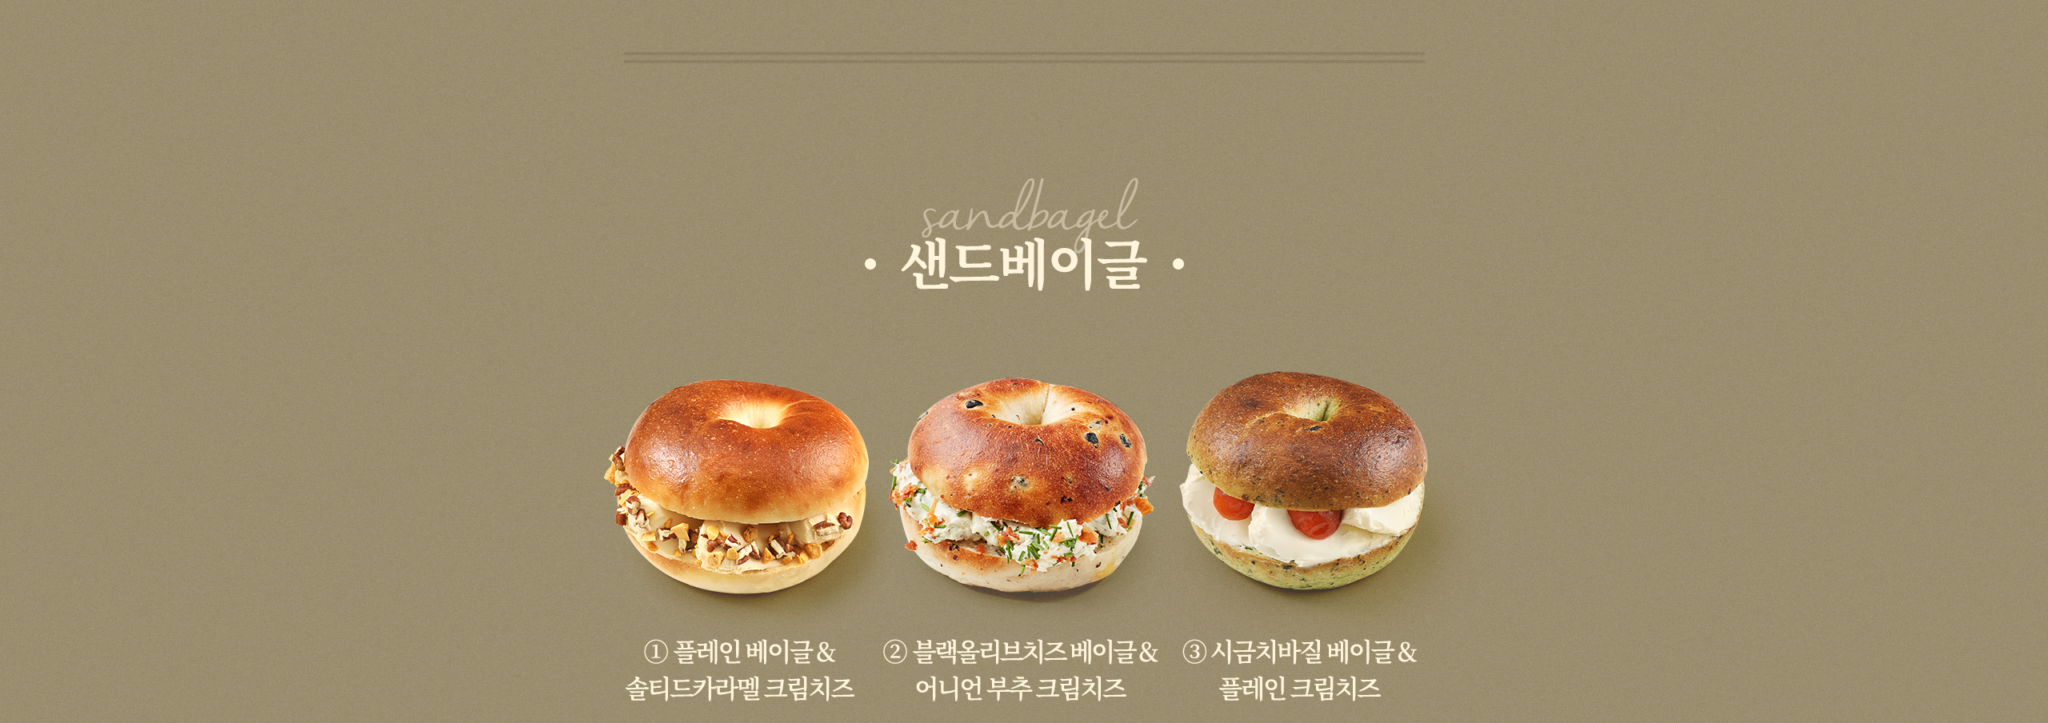 sandbagel
• 샌드베이글 •
① 플레인 베이글 &
솔티드카라멜 크림치즈
② 블랙올리브치즈 베이글 &
어니언 부추 크림치즈
③ 시금치바질 베이글 &
플레인 크림치즈